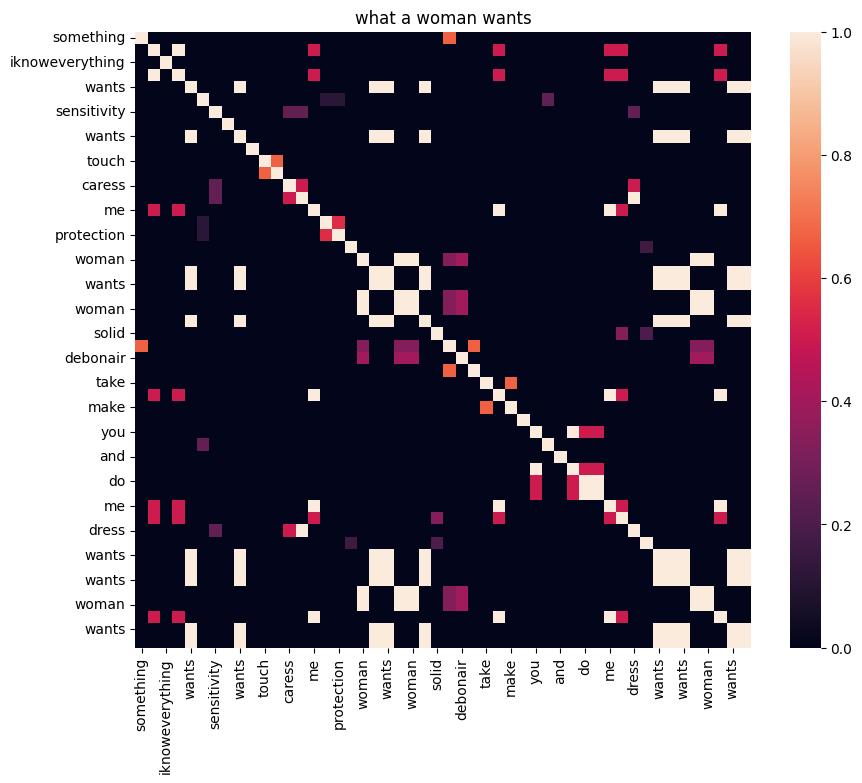 what a woman wants
something
iknoweverything
wants
sensitivity
wants
touch
caress
me
protection
woman
wants
woman
solid
debonair
take
make
you
and
do
me
dress
wants
wants
woman
wants
1.0
0.8
0.6
0.4
0.2
0.0
something
iknoweverything
wants
sensitivity
wants
touch
caress
me
protection
woman
wants
woman
solid
debonair
take
make
you
and
do
me
dress
wants
wants
woman
wants